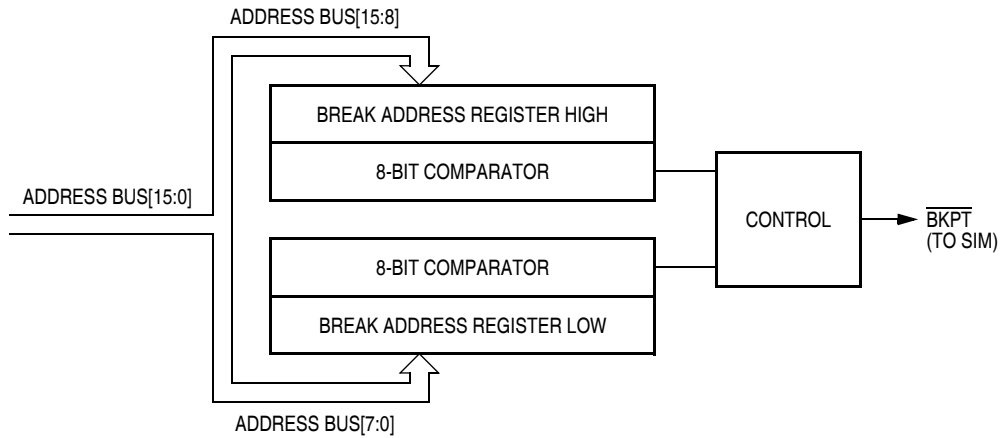 ADDRESS BUS[15:8]
BREAK ADDRESS REGISTER HIGH
8-BIT COMPARATOR
ADDRESS BUS[15:0]
CONTROL
BKPT
(TO SIM)
8-BIT COMPARATOR
BREAK ADDRESS REGISTER LOW
ADDRESS BUS[7:0]